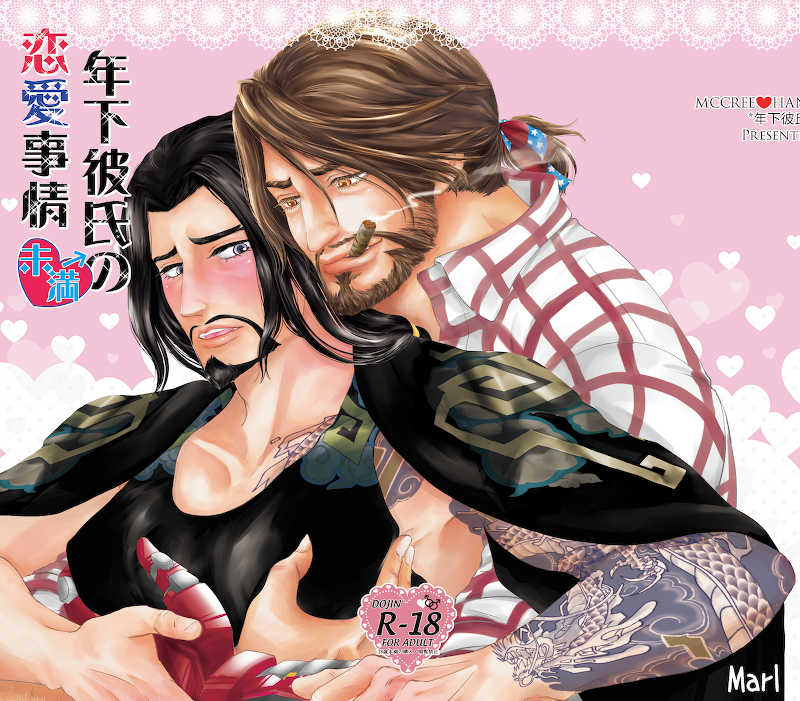 年下彼氏の
恋愛事情
未満
MCCREE♥HAN
*年下彼氏
PRESENT
DOJIN
R-18
FOR ADULT
Marl